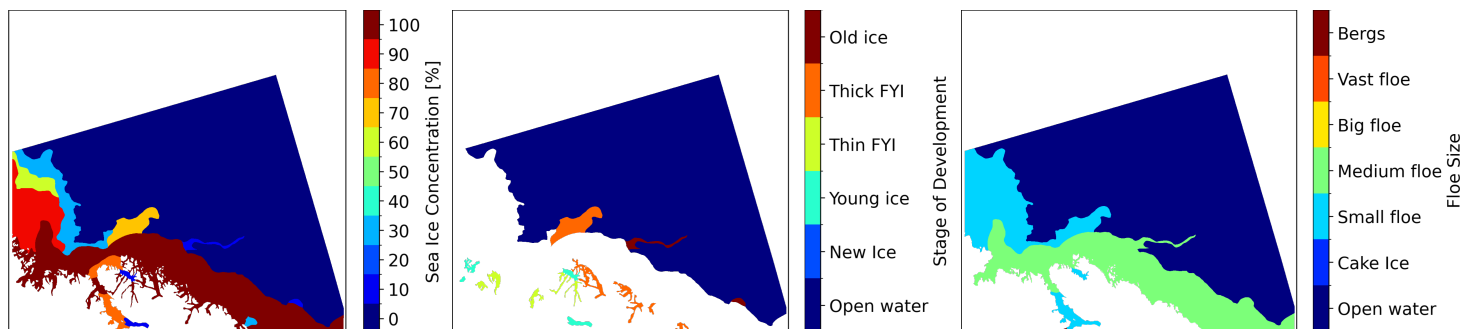 100
90
80
70
60
50
40
30
20
10
0
Sea Ice Concentration [%]
Old ice
Thick FYI
Thin FYI
Young ice
New Ice
Open water
Stage of Development
Bergs
Vast floe
Big floe
Medium floe
Small floe
Cake Ice
Open water
Floe Size